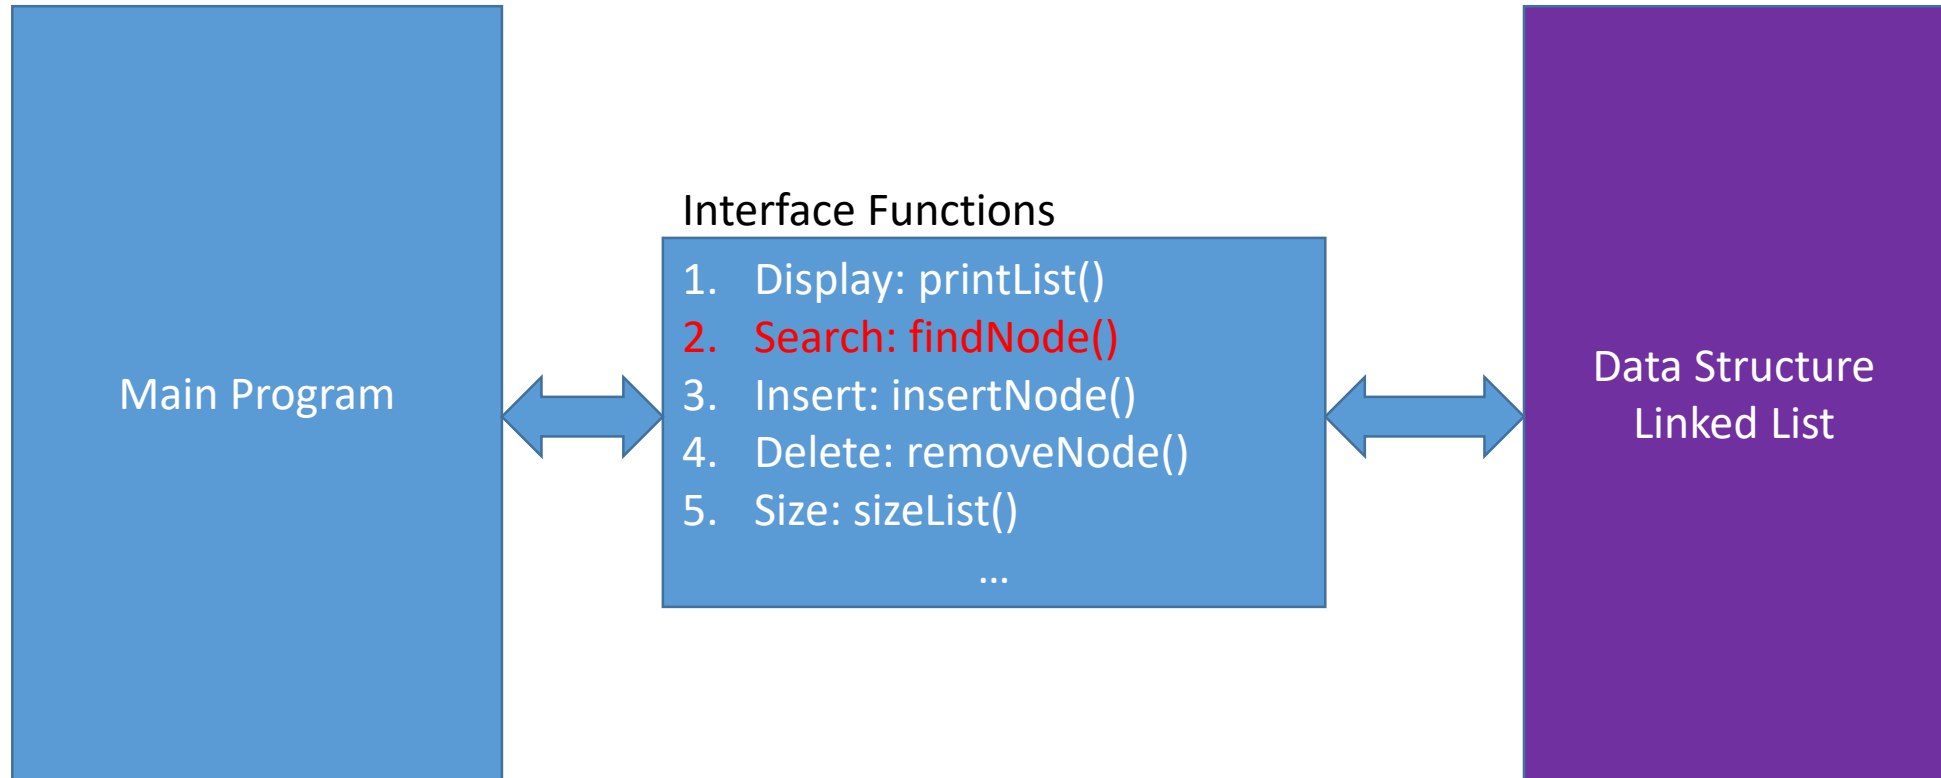 Main Program
Interface Functions
1. Display: printList()
2. Search: findNode()
3. Insert: insertNode()
4. Delete: removeNode()
5. Size: sizeList()
…
Data Structure
Linked List